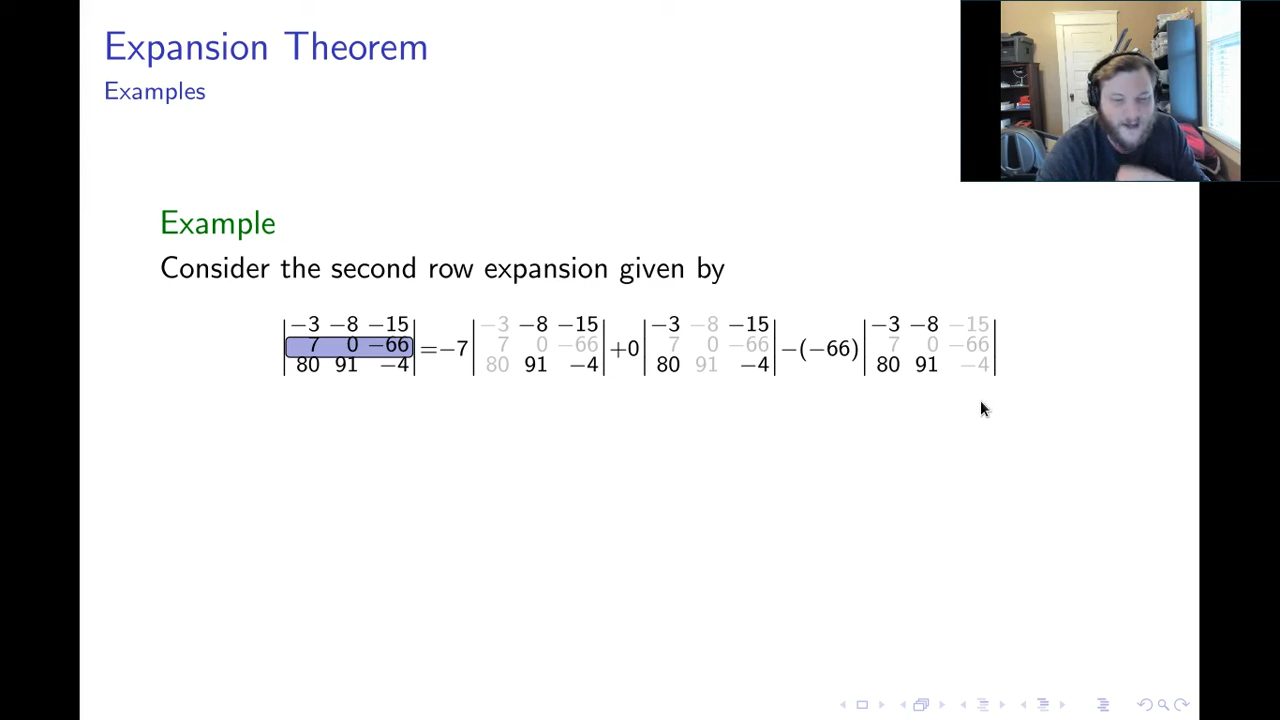 Expansion Theorem
Examples
Example
Consider the second row expansion given by
|−3 −8 −15| |−3 −8 −15| |−3 −8 −15| |−3 −8 −15|
|7 0 −66| =−7 |7 0 −66| +0 |7 0 −66| −(−66) |7 0 −66|
|80 91 −4| |80 91 −4| |80 91 −4| |80 91 −4|